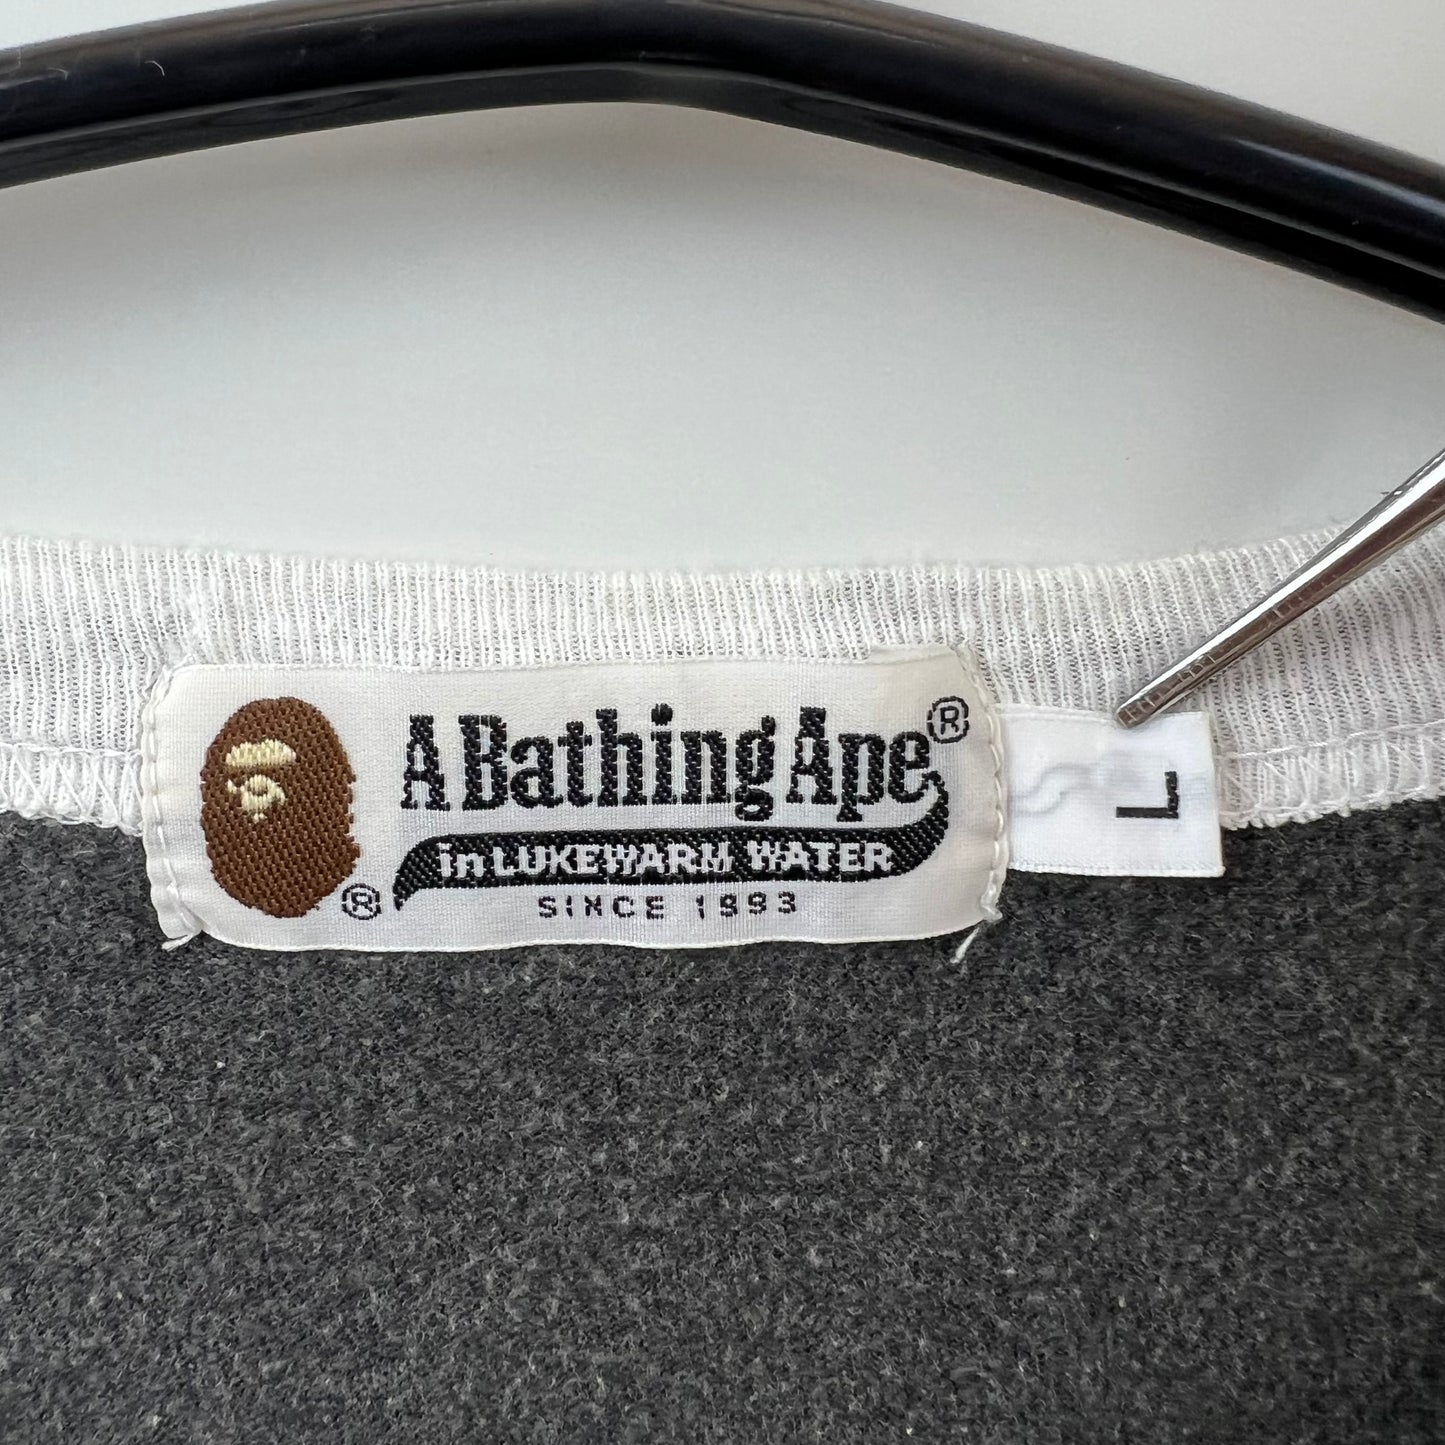 A Bathing Ape®
in LUKEWARM WATER
® SINCE 1993
L